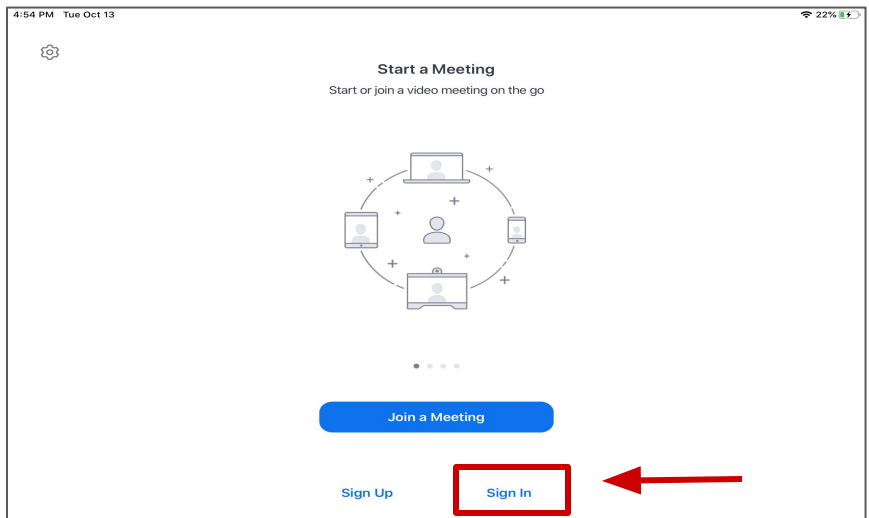 4:54 PM Tue Oct 13 22%
Start a Meeting
Start or join a video meeting on the go
Join a Meeting
Sign Up Sign In